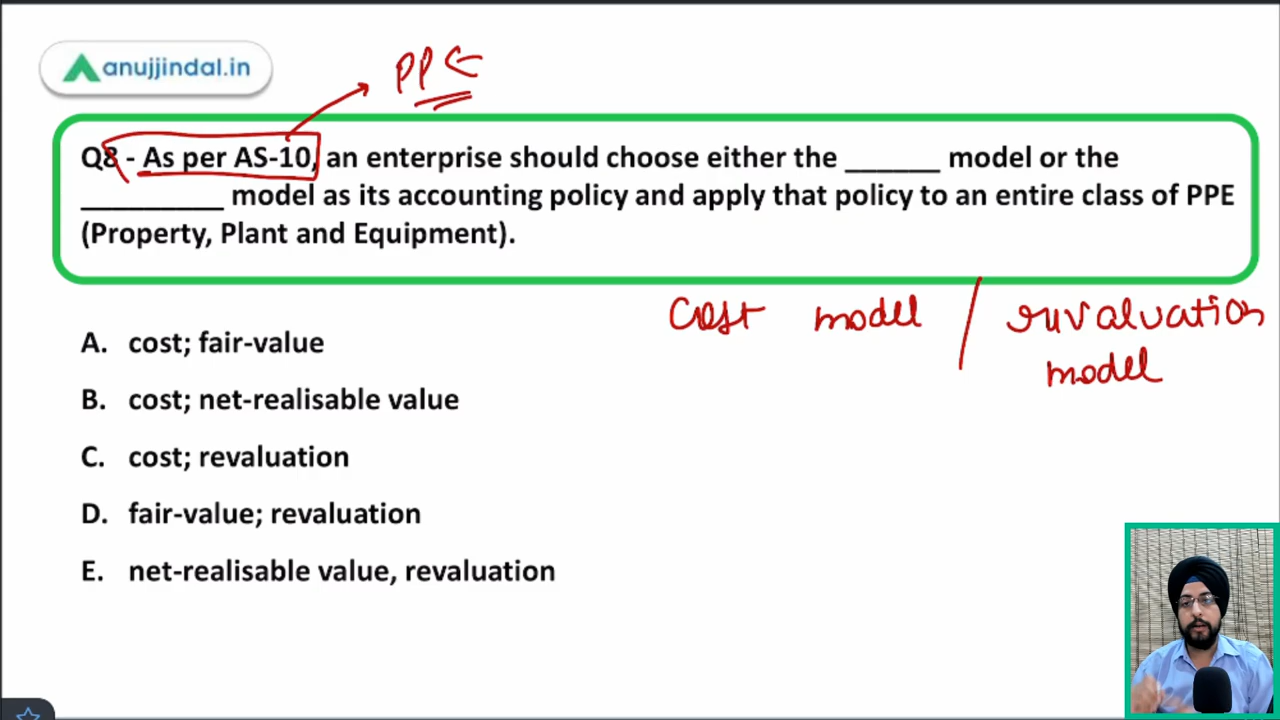 anujjindal.in
PPE
Q8 - As per AS-10, an enterprise should choose either the ______ model or the
_________ model as its accounting policy and apply that policy to an entire class of PPE
(Property, Plant and Equipment).
cost model / revaluation
model
A. cost; fair-value
B. cost; net-realisable value
C. cost; revaluation
D. fair-value; revaluation
E. net-realisable value, revaluation